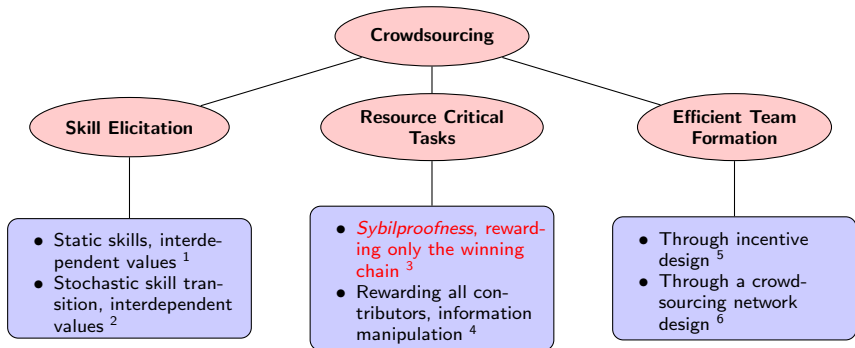 Crowdsourcing
Skill Elicitation
Resource Critical
Tasks
Efficient Team
Formation
• Static skills, interde-
pendent values 1
• Stochastic skill tran-
sition, interdependent
values 2
• Sybilproofness, reward-
ing only the winning
chain 3
• Rewarding all con-
tributors, information
manipulation 4
• Through incentive
design 5
• Through a crowd-
sourcing network
design 6